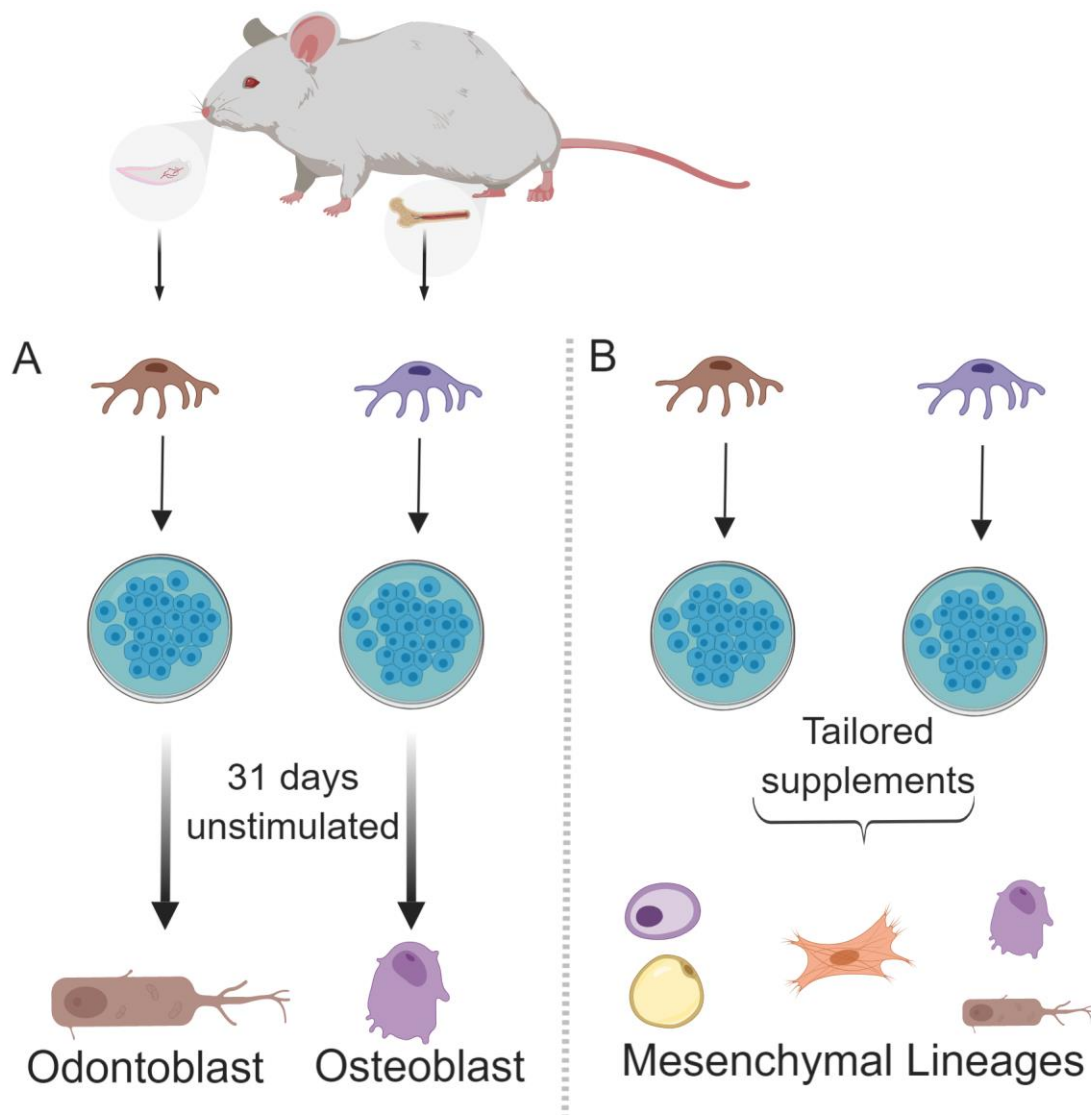 A
B
31 days
unstimulated
Tailored
supplements
Odontoblast
Osteoblast
Mesenchymal Lineages